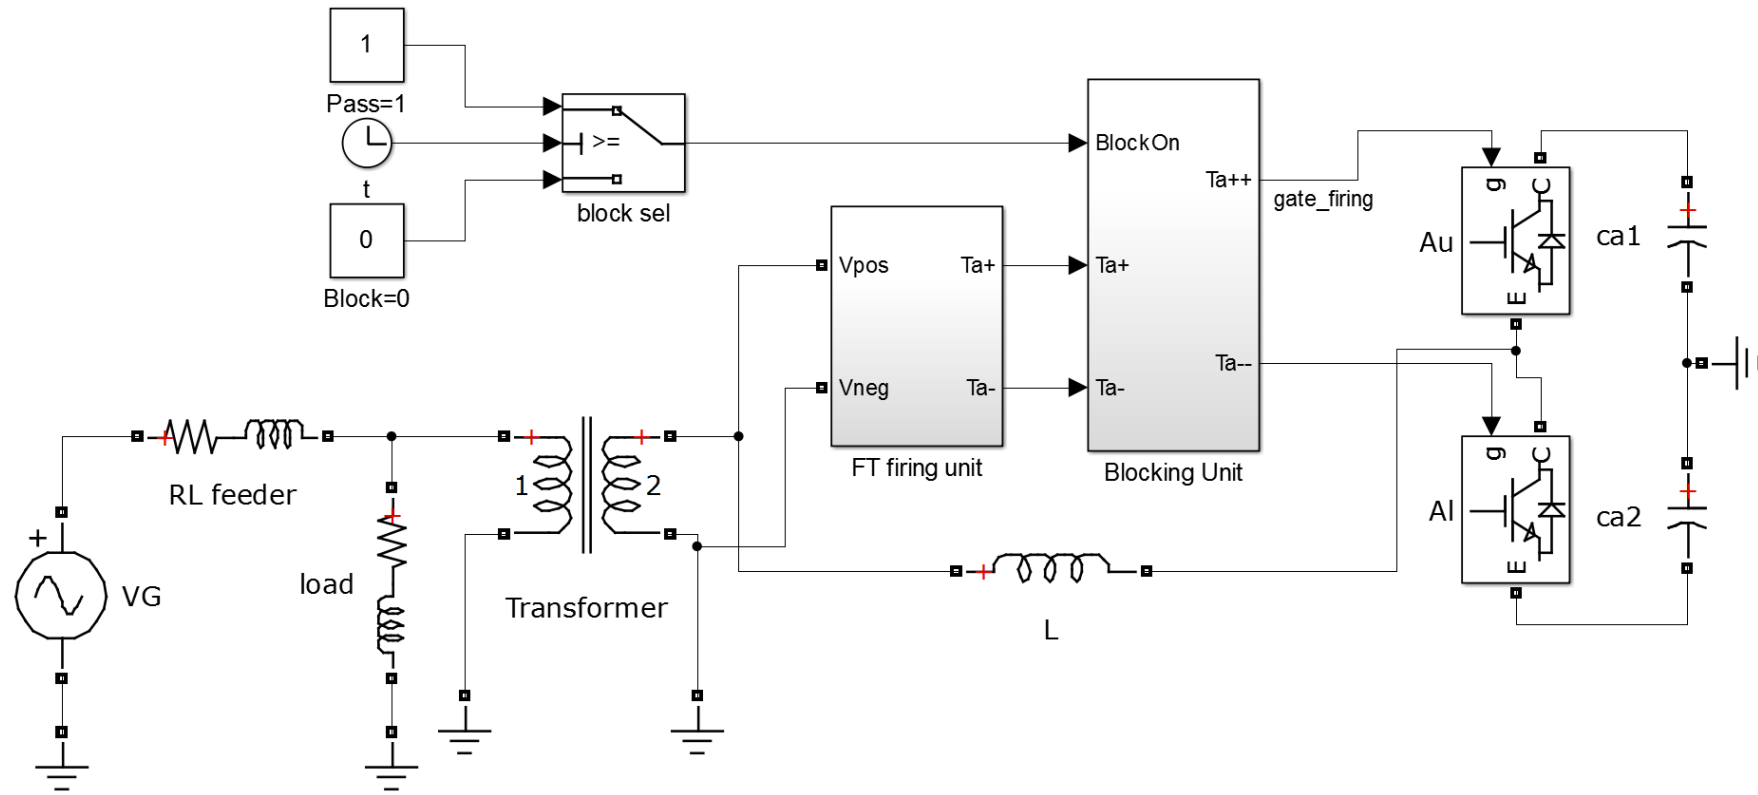 1
Pass=1
t
0
Block=0
>=
block sel
Vpos
Vneg
Ta+
Ta-
FT firing unit
BlockOn
Ta+
Ta-
Ta++
Ta--
Blocking Unit
gate_firing
g
C
E
Au
ca1
g
C
E
Al
ca2
+
VG
RL feeder
load
1
2
Transformer
L